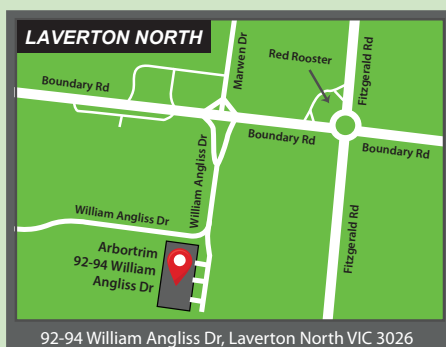 LAVERTON NORTH
Marwen Dr
Red Rooster
Fitzgerald Rd
Boundary Rd
Boundary Rd
Boundary Rd
William Angliss Dr
William Angliss Dr
Arbortrim
92-94 William
Angliss Dr
Fitzgerald Rd
92-94 William Angliss Dr, Laverton North VIC 3026